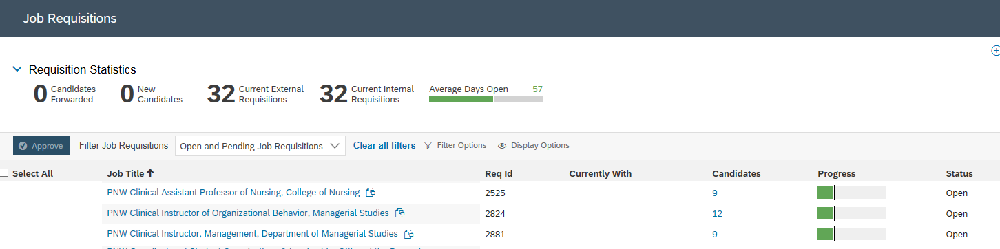 Job Requisitions
Requisition Statistics
0 Candidates Forwarded
0 New Candidates
32 Current External Requisitions
32 Current Internal Requisitions
Average Days Open 57
Approve Filter Job Requisitions Open and Pending Job Requisitions Clear all filters Filter Options Display Options
Select All Job Title Req Id Currently With Candidates Progress Status
PNW Clinical Assistant Professor of Nursing, College of Nursing 2525 9 Open
PNW Clinical Instructor of Organizational Behavior, Managerial Studies 2824 12 Open
PNW Clinical Instructor, Management, Department of Managerial Studies 2881 9 Open